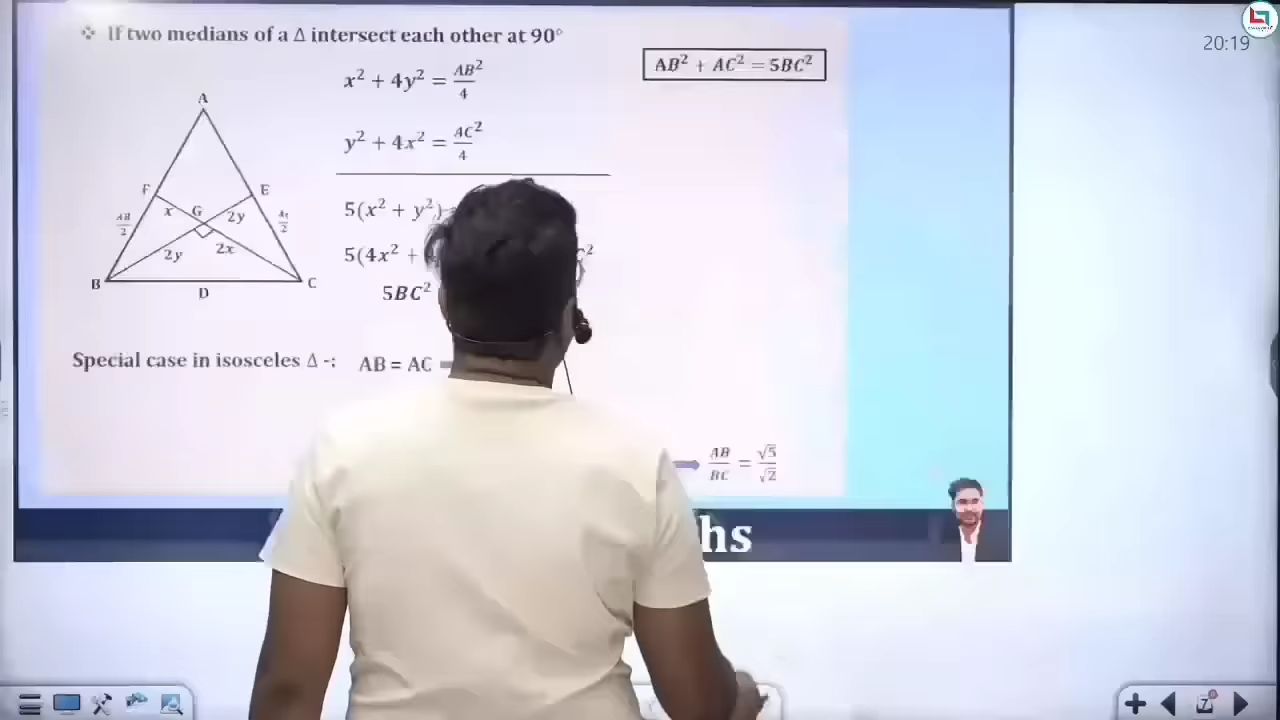 ❖ If two medians of a Δ intersect each other at 90°
20:19
x² + 4y² = AB²/4
AB² + AC² = 5BC²
y² + 4x² = AC²/4
5(x² + y²)
5(4x² +
5BC²
A
F
E
AB/2
x
G
2y
2y
2x
B
D
C
Special case in isosceles Δ -: AB = AC
AB/BC = √5/√2
hs